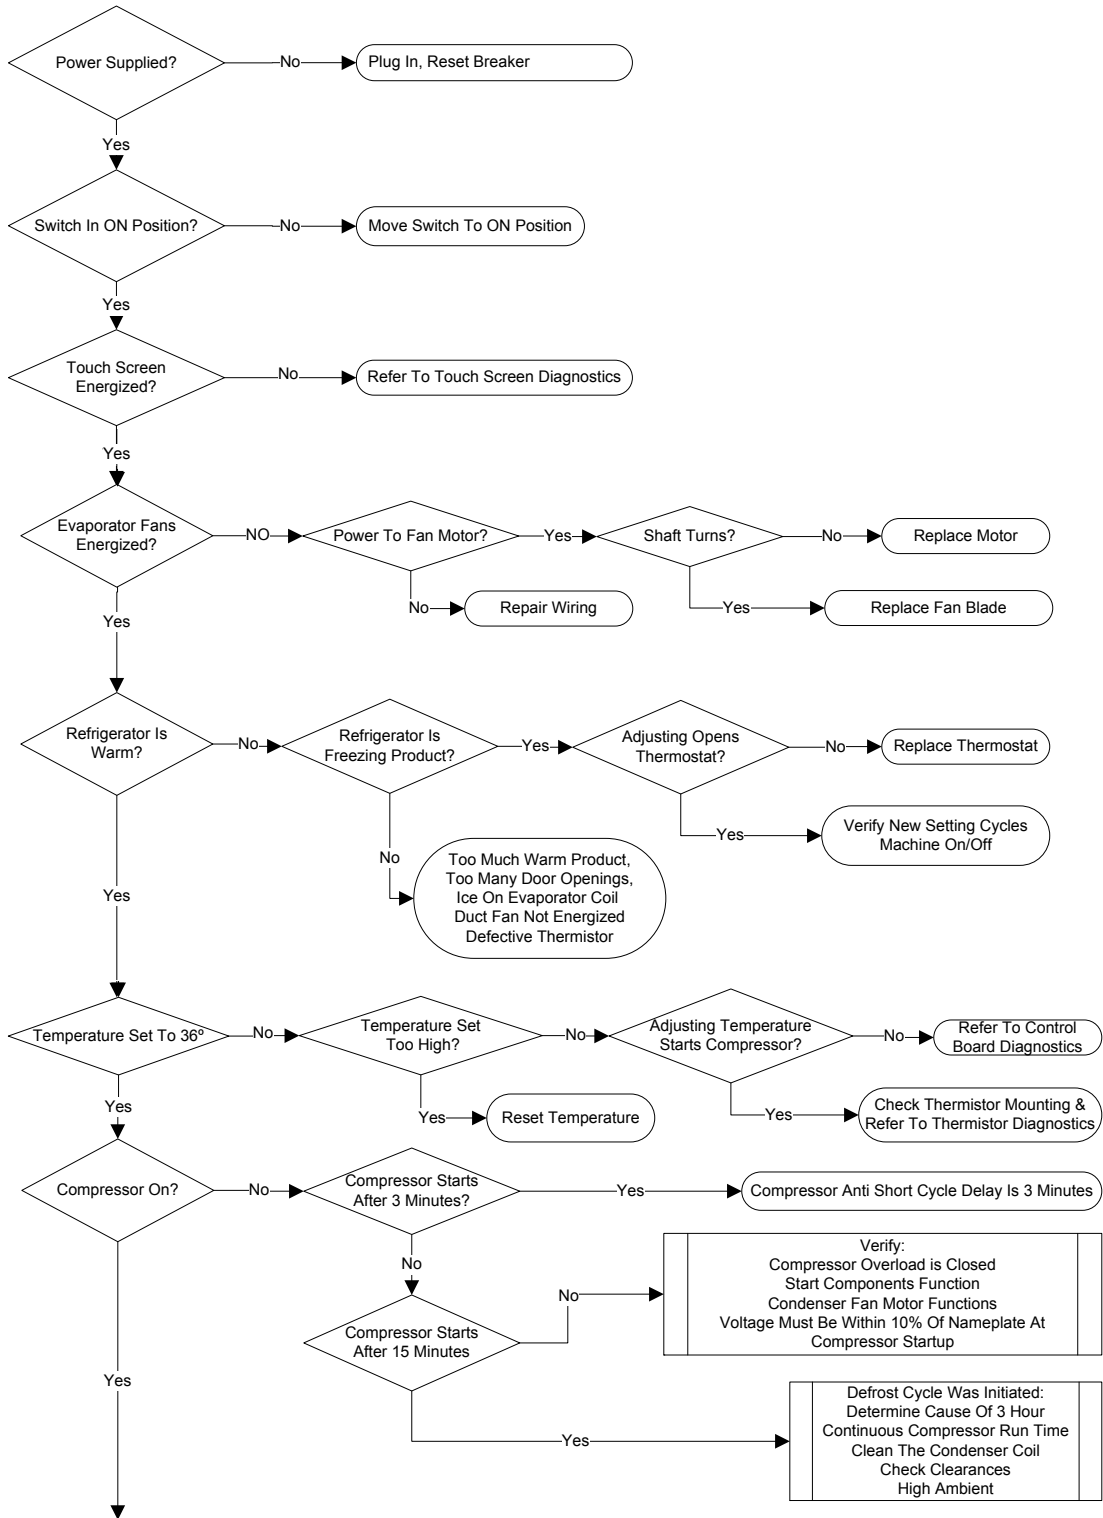 Power Supplied?
No
Plug In, Reset Breaker
Yes
Switch In ON Position?
No
Move Switch To ON Position
Yes
Touch Screen
Energized?
No
Refer To Touch Screen Diagnostics
Yes
Evaporator Fans
Energized?
NO
Power To Fan Motor?
Yes
Shaft Turns?
No
Replace Motor
No
Repair Wiring
Yes
Replace Fan Blade
Yes
Refrigerator Is
Warm?
No
Refrigerator Is
Freezing Product?
Yes
Adjusting Opens
Thermostat?
No
Replace Thermostat
Yes
Verify New Setting Cycles
Machine On/Off
No
Too Much Warm Product,
Too Many Door Openings,
Ice On Evaporator Coil
Duct Fan Not Energized
Defective Thermistor
Yes
Temperature Set To 36º
No
Temperature Set
Too High?
No
Adjusting Temperature
Starts Compressor?
No
Refer To Control
Board Diagnostics
Yes
Reset Temperature
Yes
Check Thermistor Mounting &
Refer To Thermistor Diagnostics
Yes
Compressor On?
No
Compressor Starts
After 3 Minutes?
Yes
Compressor Anti Short Cycle Delay Is 3 Minutes
No
Compressor Starts
After 15 Minutes
No
Verify:
Compressor Overload is Closed
Start Components Function
Condenser Fan Motor Functions
Voltage Must Be Within 10% Of Nameplate At
Compressor Startup
Yes
Defrost Cycle Was Initiated:
Determine Cause Of 3 Hour
Continuous Compressor Run Time
Clean The Condenser Coil
Check Clearances
High Ambient
Yes